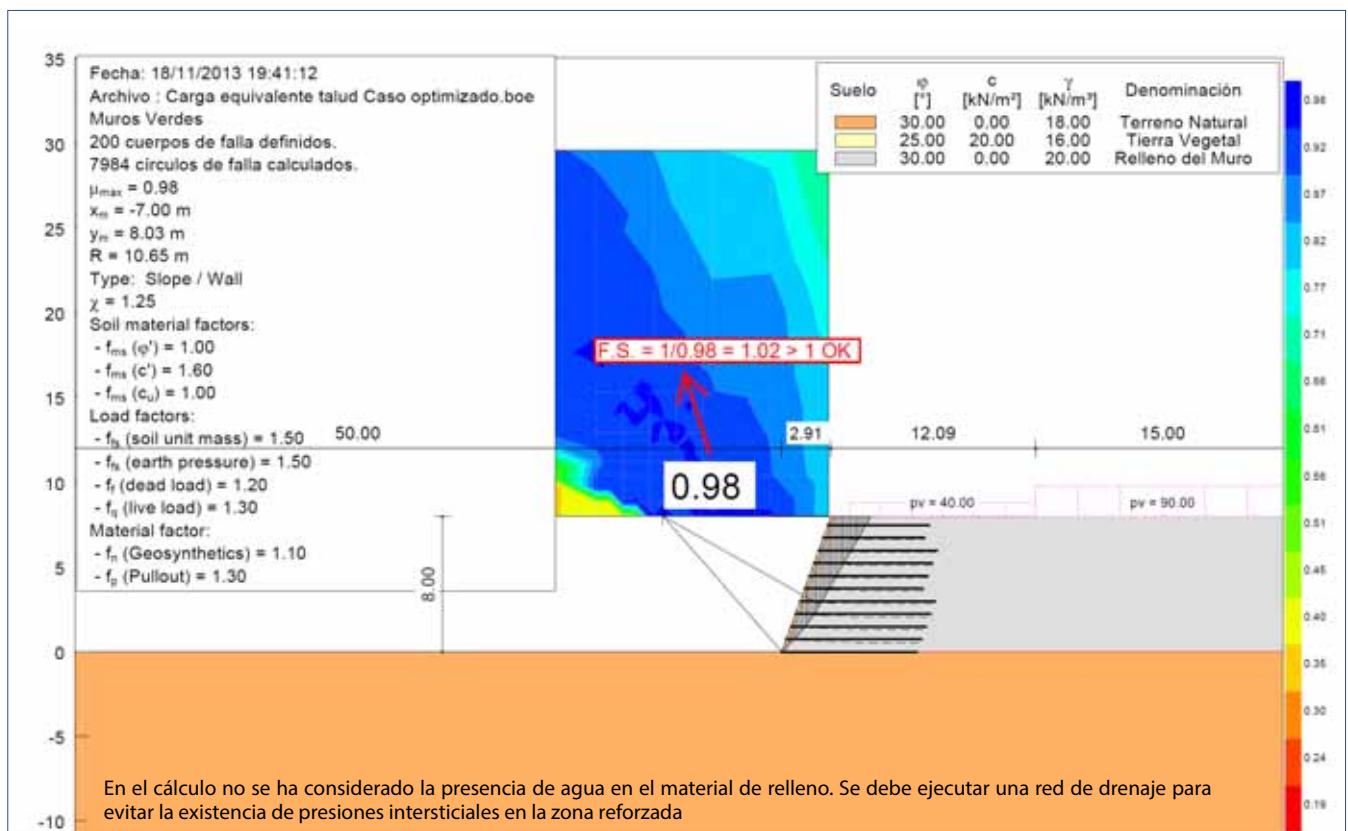 Fecha: 18/11/2013 19:41:12
Archivo : Carga equivalente talud Caso optimizado.boe
Muros Verdes
200 cuerpos de falla definidos.
7984 círculos de falla calculados.
μmax = 0.98
xm = -7.00 m
ym = 8.03 m
R = 10.65 m
Type: Slope / Wall
χ = 1.25
Soil material factors:
- fms (φ') = 1.00
- fms (c') = 1.60
- fms (cu) = 1.00
Load factors:
- ffs (soil unit mass) = 1.50
- ffs (earth pressure) = 1.50
- ff (dead load) = 1.20
- fq (live load) = 1.30
Material factor:
- fn (Geosynthetics) = 1.10
- fp (Pullout) = 1.30
Suelo φ c γ Denominación
[°] [kN/m²] [kN/m³]
30.00 0.00 18.00 Terreno Natural
25.00 20.00 16.00 Tierra Vegetal
30.00 0.00 20.00 Relleno del Muro
35
30
25
20
15
10
5
0
-5
-10
F.S. = 1/0.98 = 1.02 > 1 OK
50.00 2.91 12.09 15.00
0.98
pv = 40.00 pv = 90.00
8.00
0.98
0.92
0.87
0.82
0.77
0.71
0.66
0.61
0.56
0.51
0.45
0.40
0.35
0.30
0.24
0.19
En el cálculo no se ha considerado la presencia de agua en el material de relleno. Se debe ejecutar una red de drenaje para
evitar la existencia de presiones intersticiales en la zona reforzada